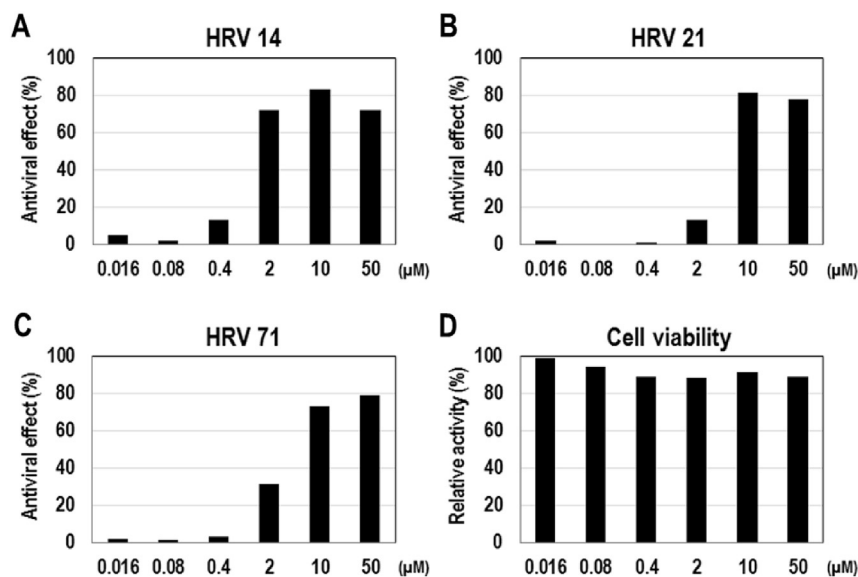 A
HRV 14
Antiviral effect (%)
100
80
60
40
20
0
0.016 0.08 0.4 2 10 50 (µM)
B
HRV 21
Antiviral effect (%)
100
80
60
40
20
0
0.016 0.08 0.4 2 10 50 (µM)
C
HRV 71
Antiviral effect (%)
100
80
60
40
20
0
0.016 0.08 0.4 2 10 50 (µM)
D
Cell viability
Relative activity (%)
100
80
60
40
20
0
0.016 0.08 0.4 2 10 50 (µM)